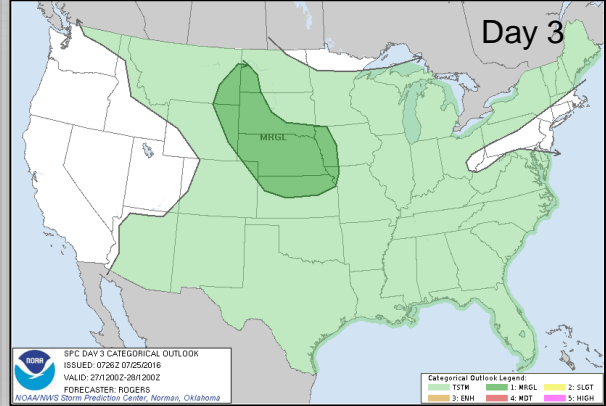 Day 3
MRGL
NOAA
SPC DAY 3 CATEGORICAL OUTLOOK
ISSUED: 0726Z 07/25/2016
VALID: 27/1200Z-28/1200Z
FORECASTER: ROGERS
NOAA/NWS Storm Prediction Center, Norman, Oklahoma
Categorical Outlook Legend:
TSTM 1: MRGL 2: SLGT
3: ENH 4: MDT 5: HIGH